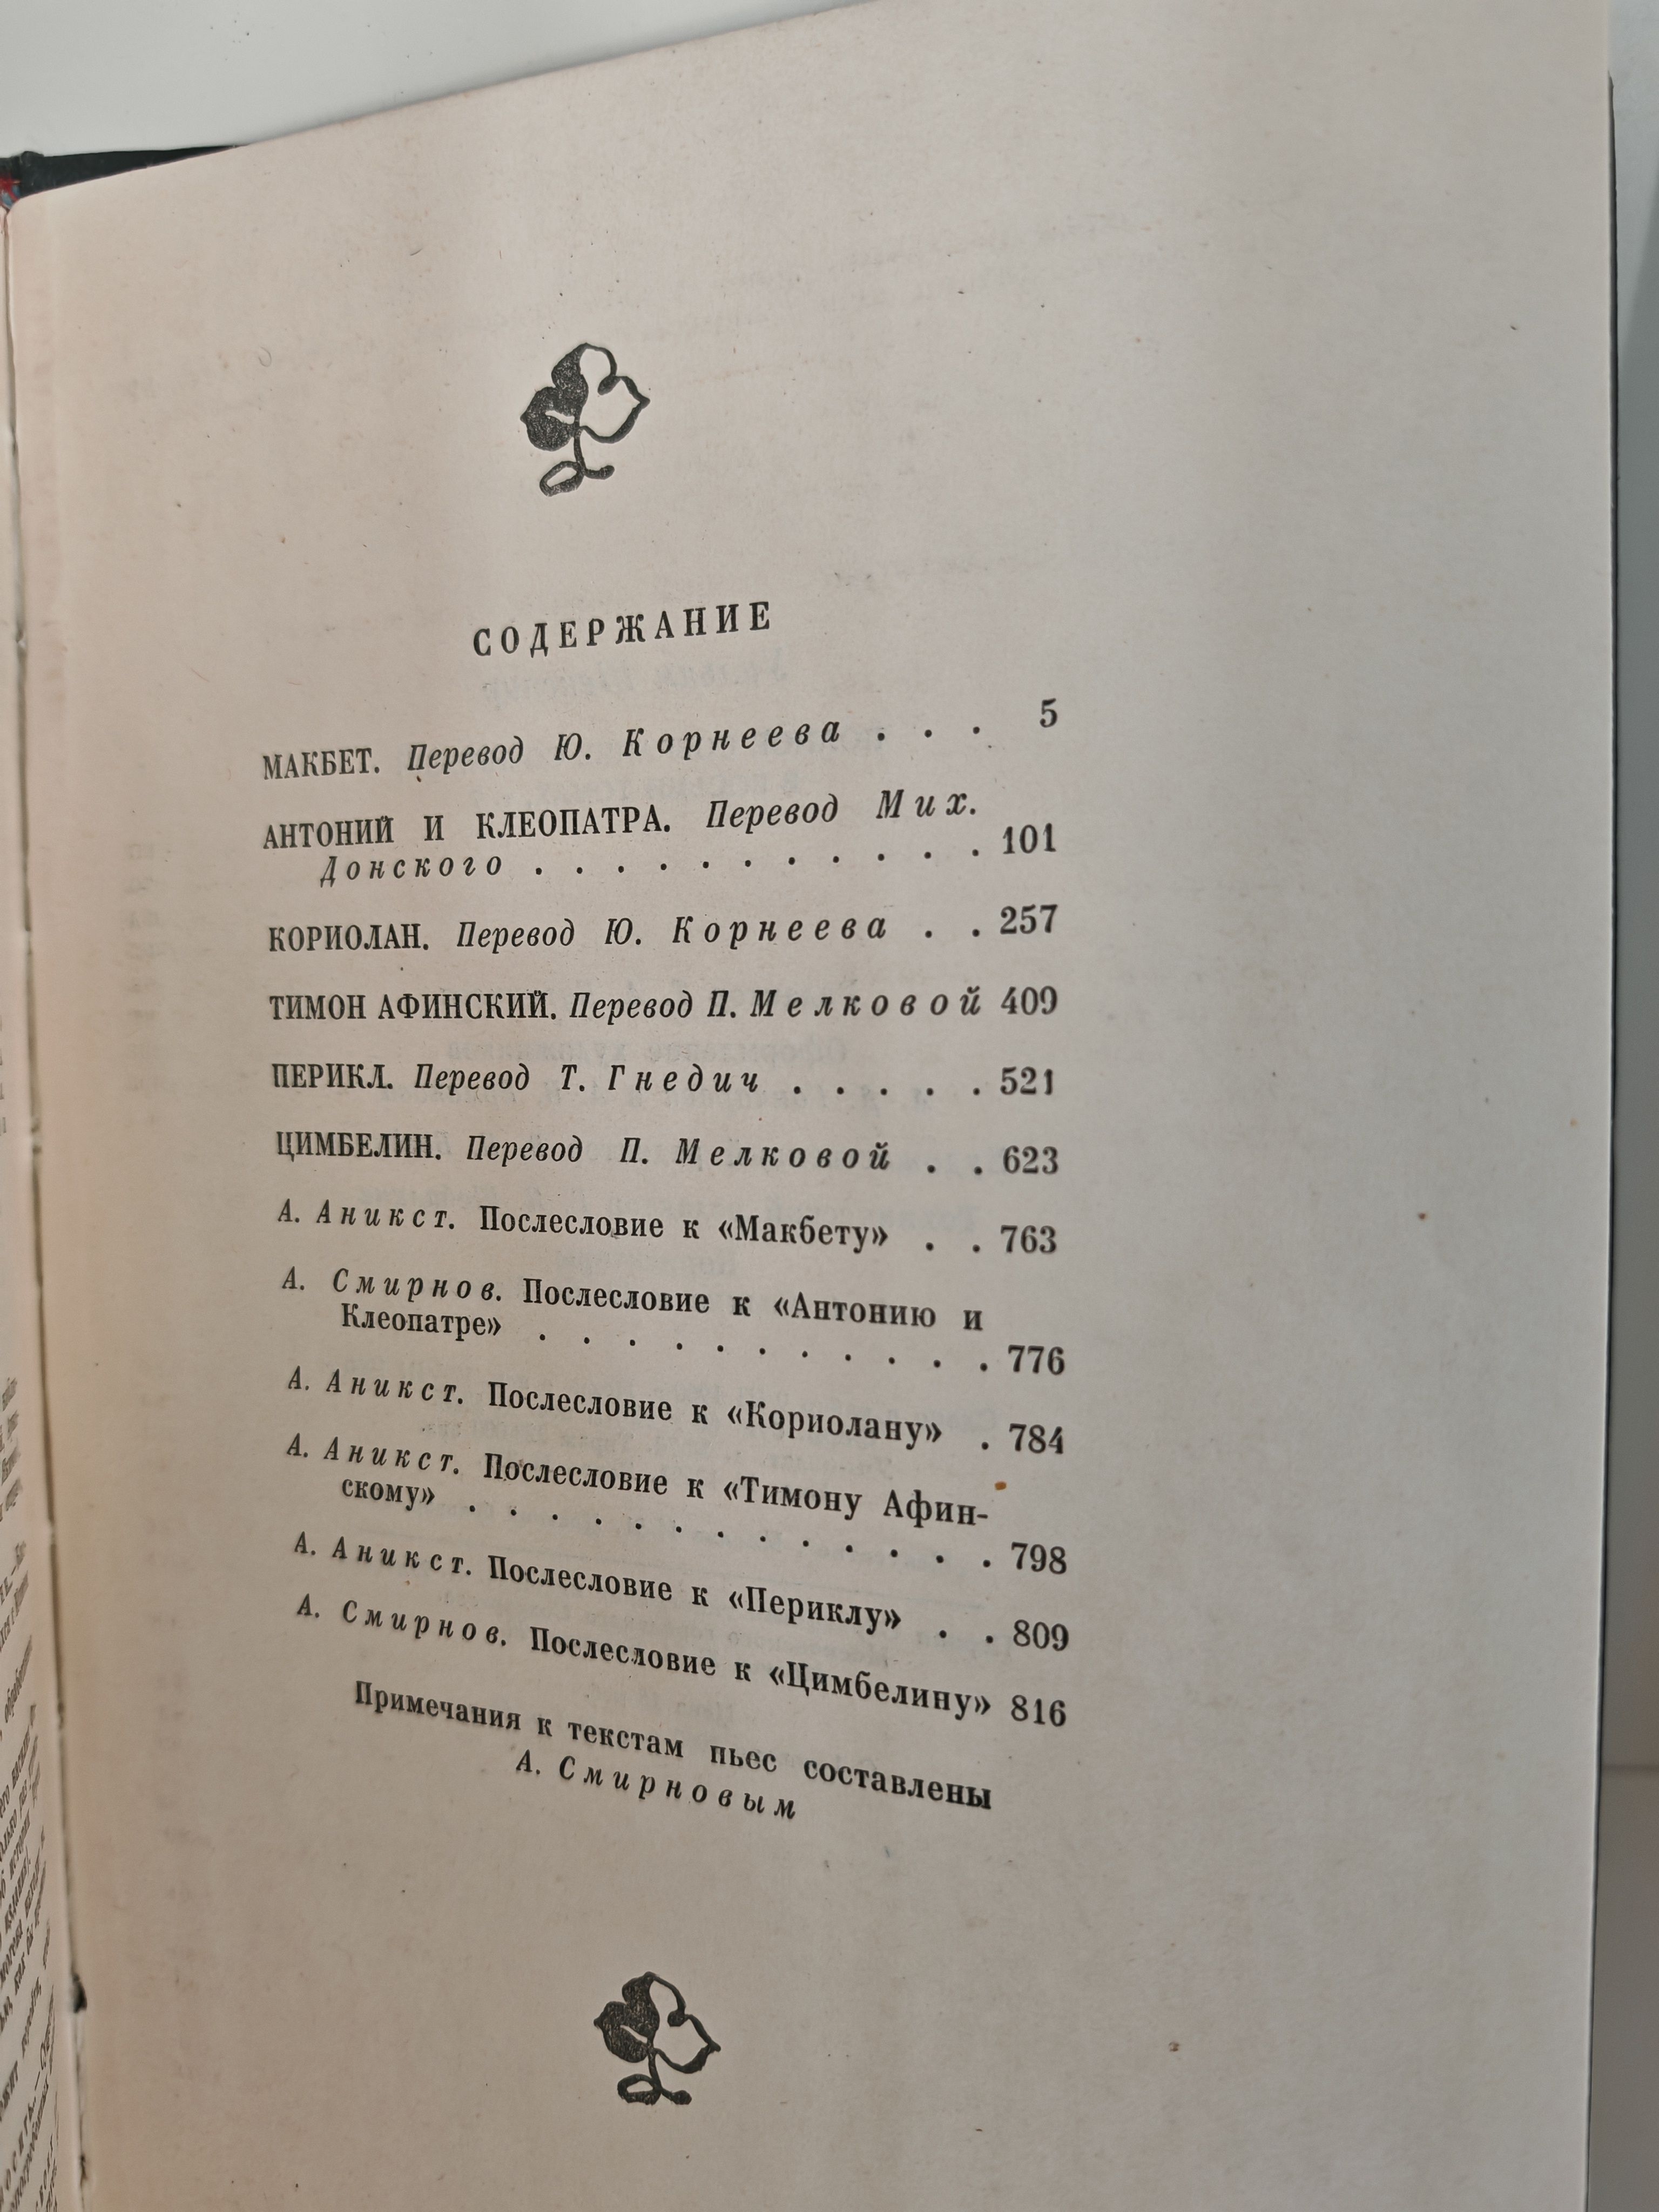 СОДЕРЖАНИЕ
МАКБЕТ. Перевод Ю. Корнеева . . . 5
АНТОНИЙ И КЛЕОПАТРА. Перевод Мих.
Донского . . . . . . . . . . . 101
КОРИОЛАН. Перевод Ю. Корнеева . . 257
ТИМОН АФИНСКИЙ. Перевод П. Мелковой 409
ПЕРИКЛ. Перевод Т. Гнедич . . . . . 521
ЦИМБЕЛИН. Перевод П. Мелковой . . 623
А. Аникст. Послесловие к «Макбету» . . 763
А. Смирнов. Послесловие к «Антонию и
Клеопатре» . . . . . . . . . . . 776
А. Аникст. Послесловие к «Кориолану» . 784
А. Аникст. Послесловие к «Тимону Афин-
скому» . . . . . . . . . . . . . 798
А. Аникст. Послесловие к «Периклу» . . 809
А. Смирнов. Послесловие к «Цимбелину» 816
Примечания к текстам пьес составлены
А. Смирновым